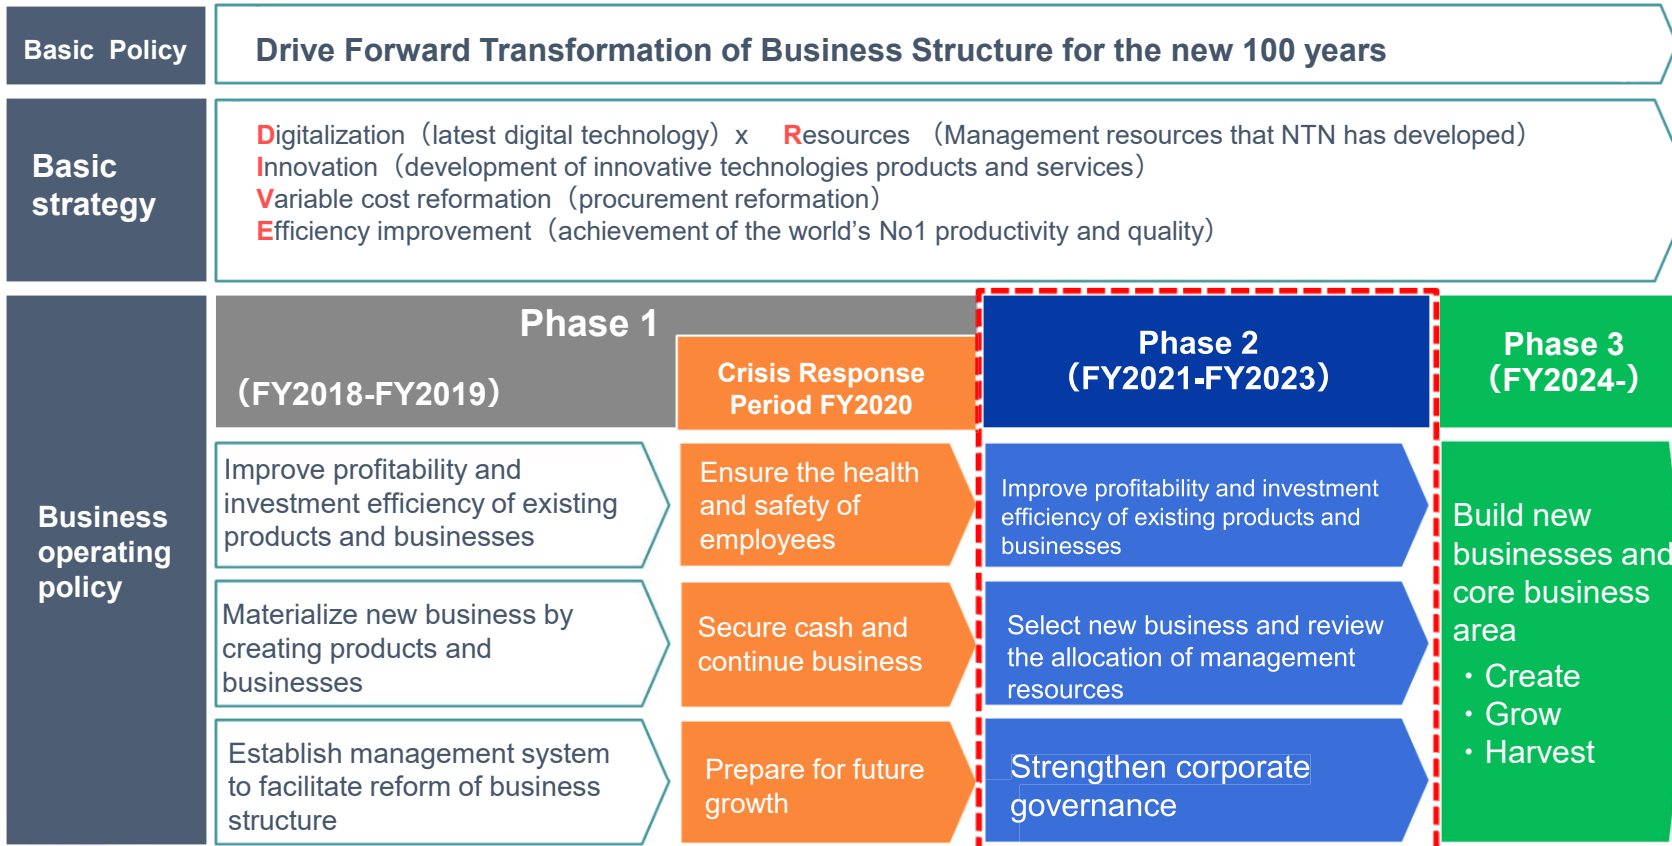 Basic Policy
Drive Forward Transformation of Business Structure for the new 100 years
Basic
strategy
Digitalization（latest digital technology）x Resources （Management resources that NTN has developed）
Innovation（development of innovative technologies products and services）
Variable cost reformation（procurement reformation）
Efficiency improvement（achievement of the world's No1 productivity and quality）
Business
operating
policy
Phase 1
（FY2018-FY2019）
Crisis Response
Period FY2020
Phase 2
（FY2021-FY2023）
Phase 3
（FY2024-）
Improve profitability and
investment efficiency of existing
products and businesses
Ensure the health
and safety of
employees
Improve profitability and investment
efficiency of existing products and
businesses
Materialize new business by
creating products and
businesses
Secure cash and
continue business
Select new business and review
the allocation of management
resources
Establish management system
to facilitate reform of business
structure
Prepare for future
growth
Strengthen corporate
governance
Build new
businesses and
core business
area
・Create
・Grow
・Harvest